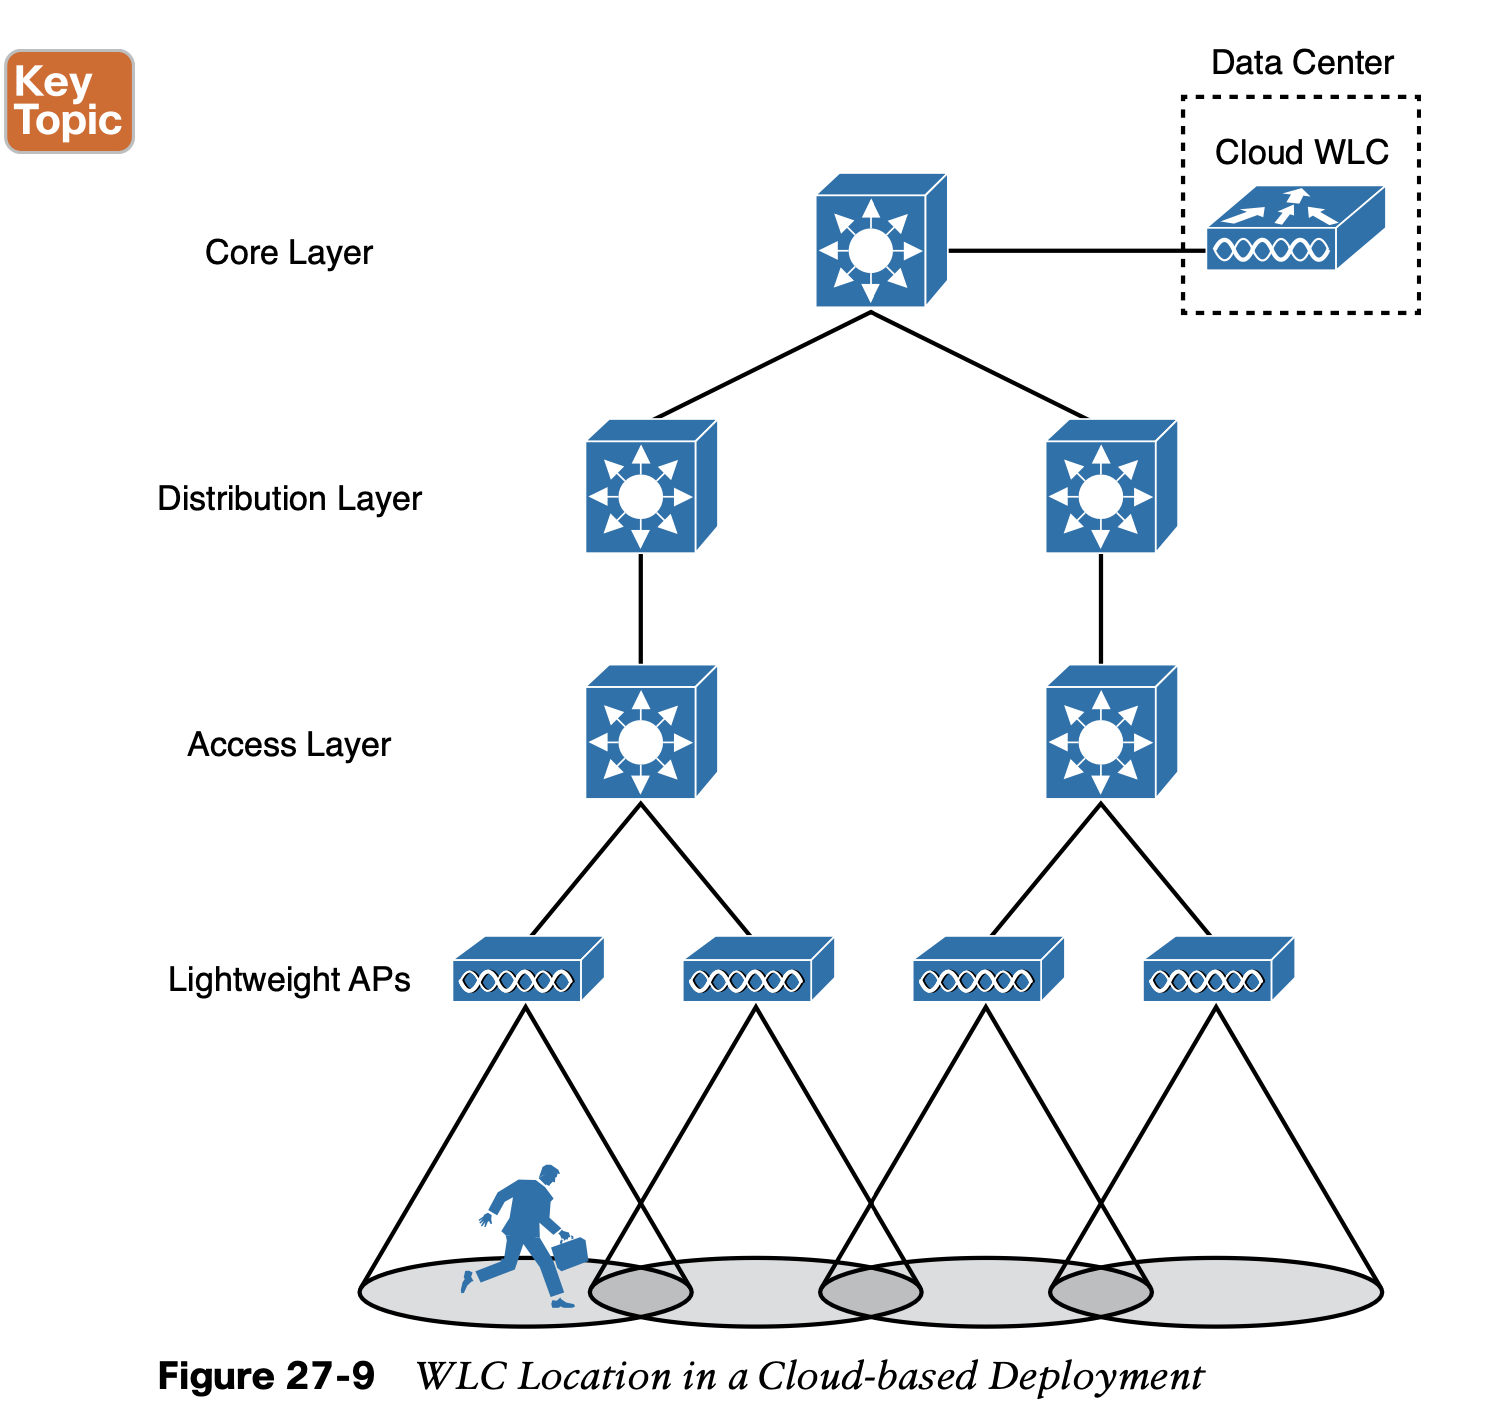 Key
Topic
Data Center
Cloud WLC
Core Layer
Distribution Layer
Access Layer
Lightweight APs
Figure 27-9 WLC Location in a Cloud-based Deployment